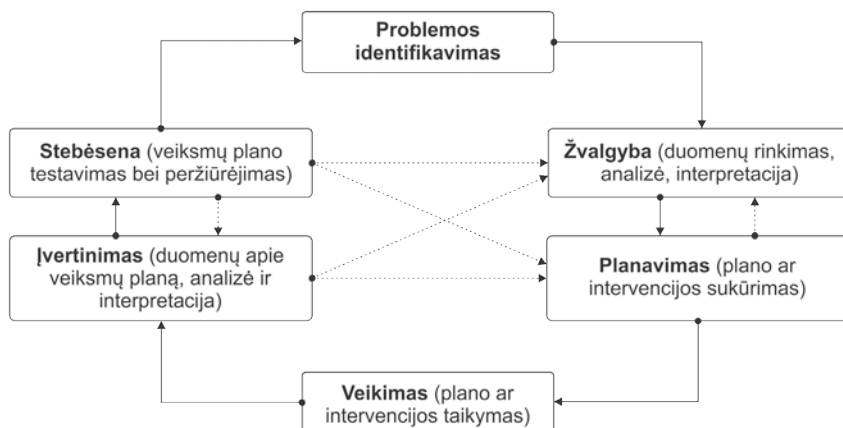 Problemos
identifikavimas
Stebėsena (veiksmų plano
testavimas bei peržiūrėjimas)
Žvalgyba (duomenų rinkimas,
analizė, interpretacija)
Įvertinimas (duomenų apie
veiksmų planą, analizė ir
interpretacija)
Planavimas (plano ar
intervencijos sukūrimas)
Veikimas (plano ar
intervencijos taikymas)